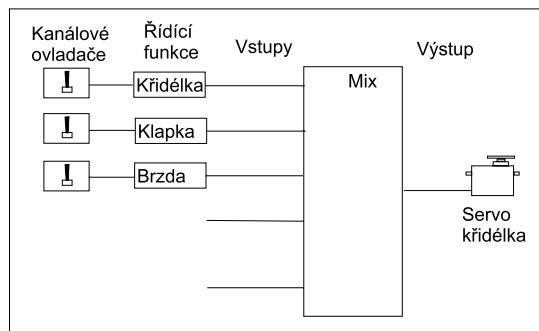 Kanálové
ovladače
Řídící
funkce
Vstupy
Výstup
Křidélka
Klapka
Brzda
Mix
Servo
křidélka